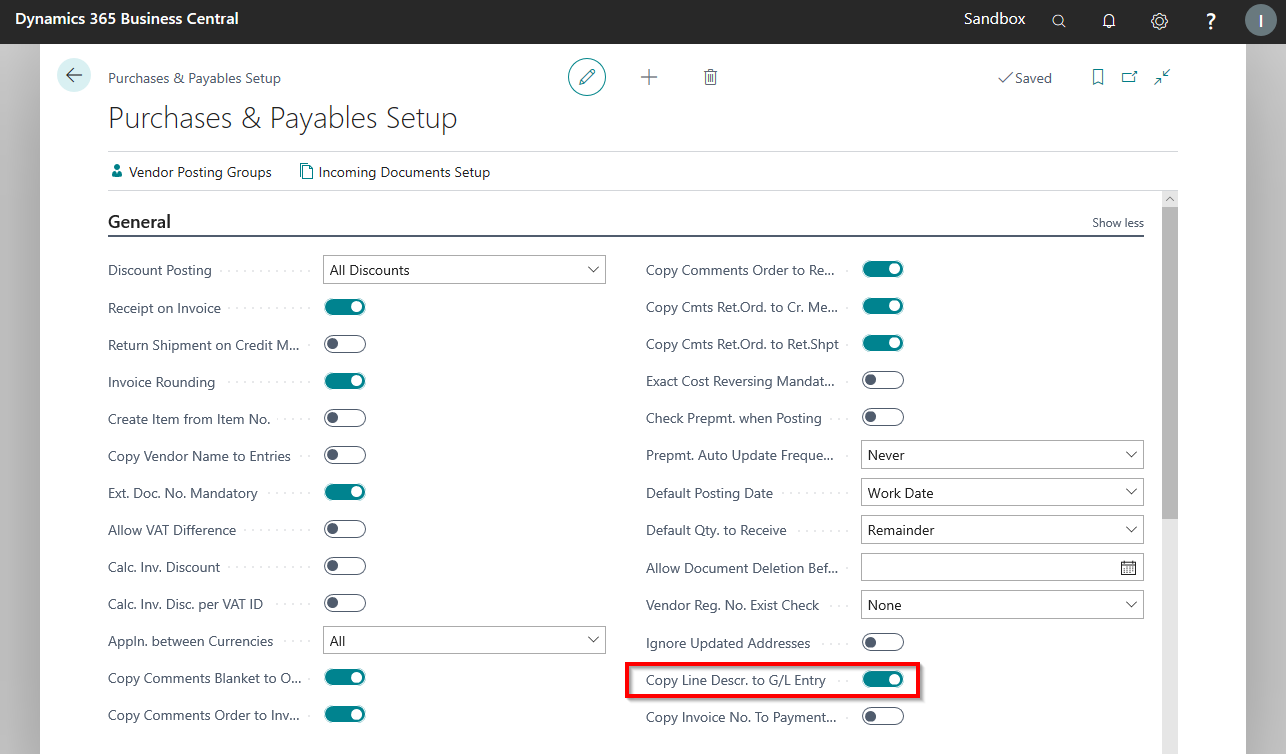 Dynamics 365 Business Central
Sandbox
?
I
Purchases & Payables Setup
Saved
Purchases & Payables Setup
Vendor Posting Groups
Incoming Documents Setup
General
Show less
Discount Posting
All Discounts
Receipt on Invoice
Return Shipment on Credit M...
Invoice Rounding
Create Item from Item No.
Copy Vendor Name to Entries
Ext. Doc. No. Mandatory
Allow VAT Difference
Calc. Inv. Discount
Calc. Inv. Disc. per VAT ID
Appln. between Currencies
All
Copy Comments Blanket to O...
Copy Comments Order to Inv...
Copy Comments Order to Re...
Copy Cmts Ret.Ord. to Cr. Me...
Copy Cmts Ret.Ord. to Ret.Shpt
Exact Cost Reversing Mandat...
Check Prepmt. when Posting
Prepmt. Auto Update Freque...
Never
Default Posting Date
Work Date
Default Qty. to Receive
Remainder
Allow Document Deletion Bef...
Vendor Reg. No. Exist Check
None
Ignore Updated Addresses
Copy Line Descr. to G/L Entry
Copy Invoice No. To Payment...